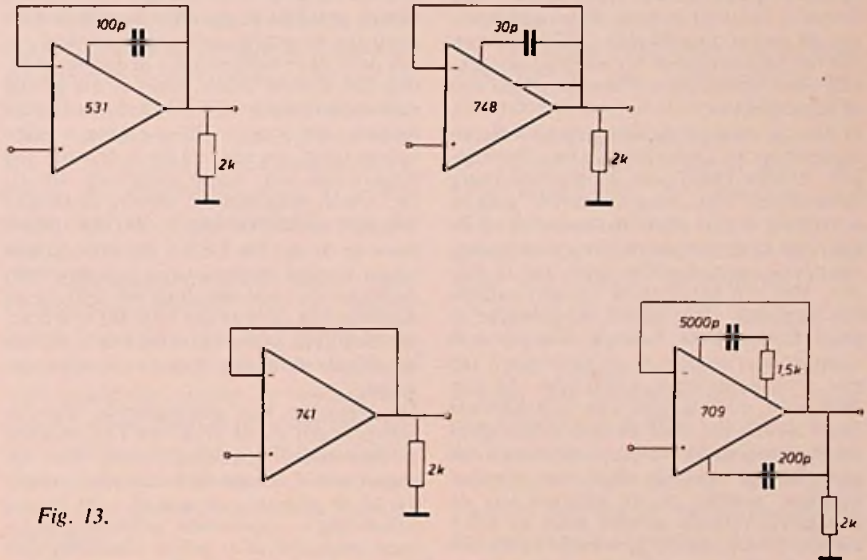 100p
-
531
+
2k
30p
-
748
+
2k
-
741
+
2k
5000p
-
1,5k
709
+
200p
2k
Fig. 13.